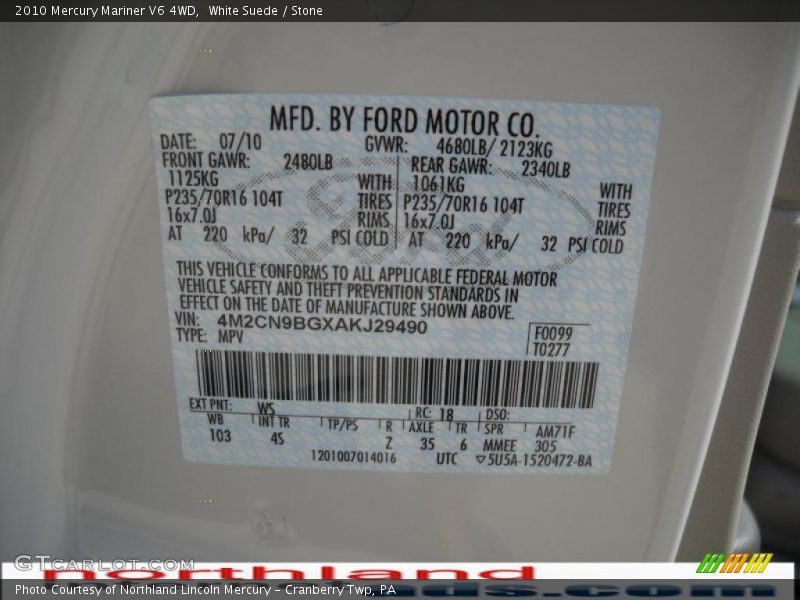 2010 Mercury Mariner V6 4WD, White Suede / Stone
MFD. BY FORD MOTOR CO.
DATE: 07/10 GVWR: 4680LB/ 2123KG
FRONT GAWR: 2480LB REAR GAWR: 2340LB
1125KG WITH 1061KG WITH
P235/70R16 104T TIRES P235/70R16 104T TIRES
16x7.0J RIMS 16x7.0J RIMS
AT 220 kPa/ 32 PSI COLD AT 220 kPa/ 32 PSI COLD
THIS VEHICLE CONFORMS TO ALL APPLICABLE FEDERAL MOTOR
VEHICLE SAFETY AND THEFT PREVENTION STANDARDS IN
EFFECT ON THE DATE OF MANUFACTURE SHOWN ABOVE.
VIN: 4M2CN9BGXAKJ29490
TYPE: MPV
F0099
T0277
EXT PNT: WS RC: 18 DSO:
WB INT TR TP/PS R AXLE TR SPR AM71F
103 4S Z 35 6 MMEE 305
1201007014016 UTC ▽5U5A-1520472-BA
GTCarLot.com
northland
Photo Courtesy of Northland Lincoln Mercury - Cranberry Twp, PA